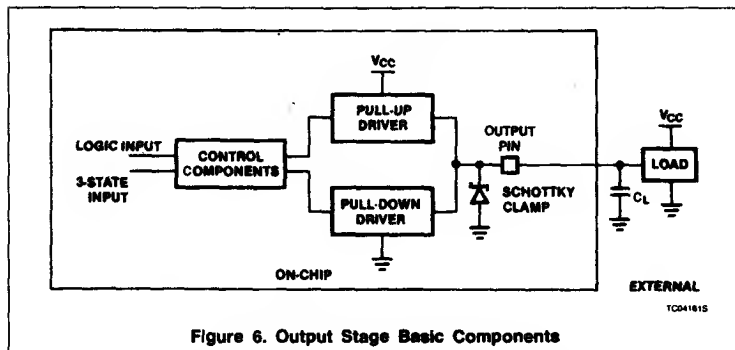 VCC
PULL-UP
DRIVER
OUTPUT
PIN
VCC
LOGIC INPUT
3-STATE
INPUT
CONTROL
COMPONENTS
LOAD
SCHOTTKY
CLAMP
CL
PULL-DOWN
DRIVER
ON-CHIP
EXTERNAL
TC04161S
Figure 6. Output Stage Basic Components